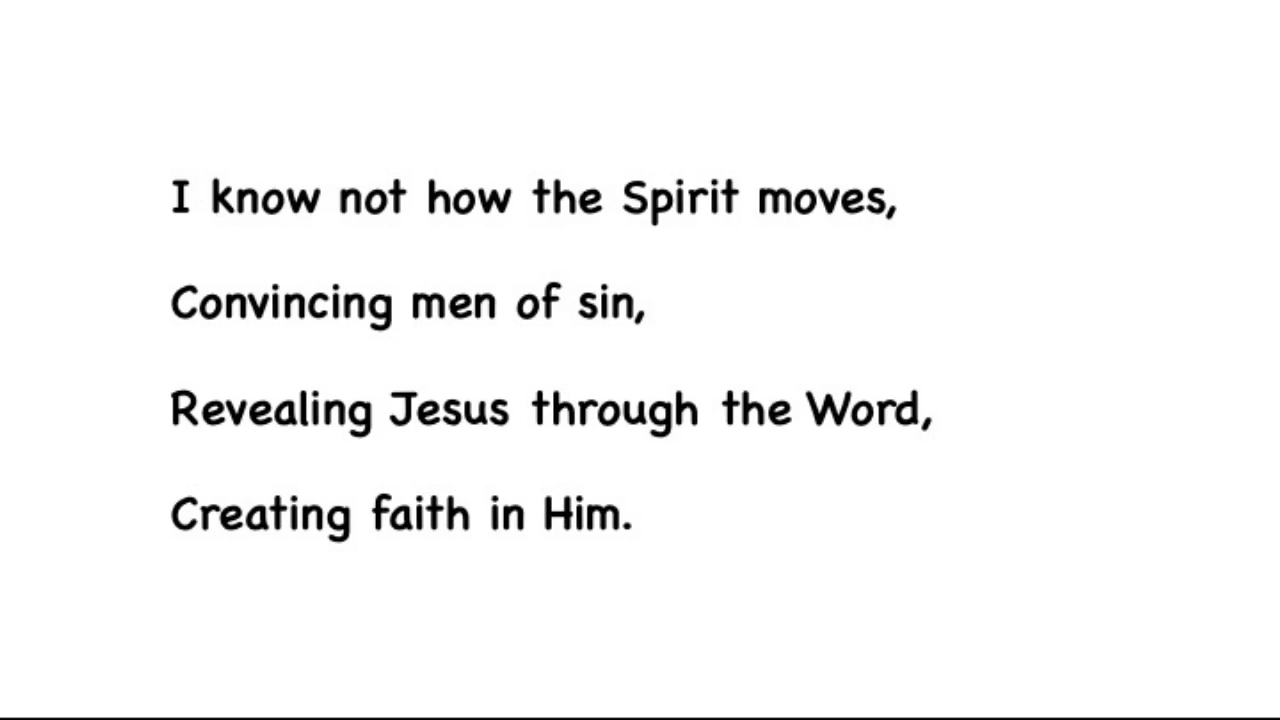 I know not how the Spirit moves,
Convincing men of sin,
Revealing Jesus through the Word,
Creating faith in Him.